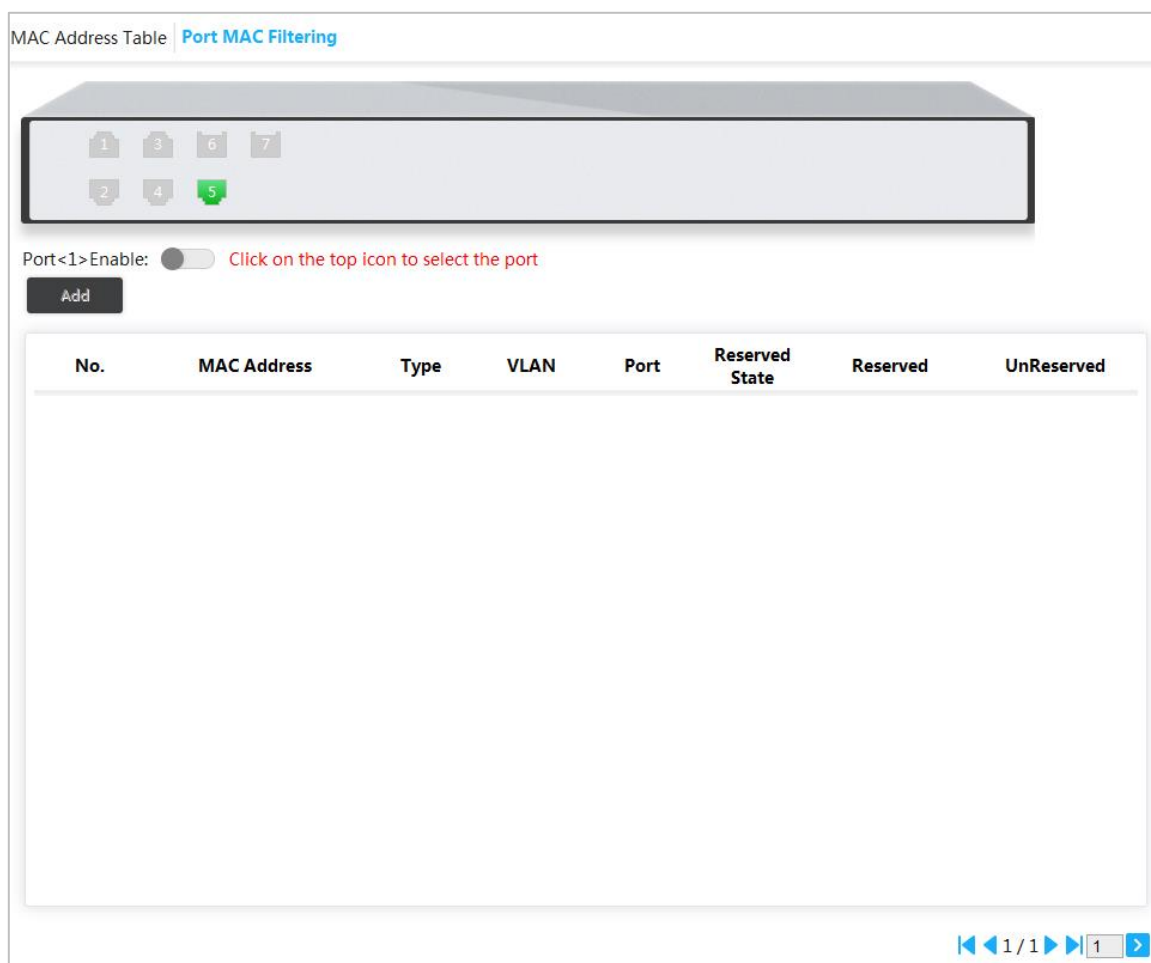 MAC Address Table Port MAC Filtering
1 3 6 7
2 4 5
Port<1>Enable: Click on the top icon to select the port
Add
No. MAC Address Type VLAN Port Reserved State Reserved UnReserved
1 / 1 1